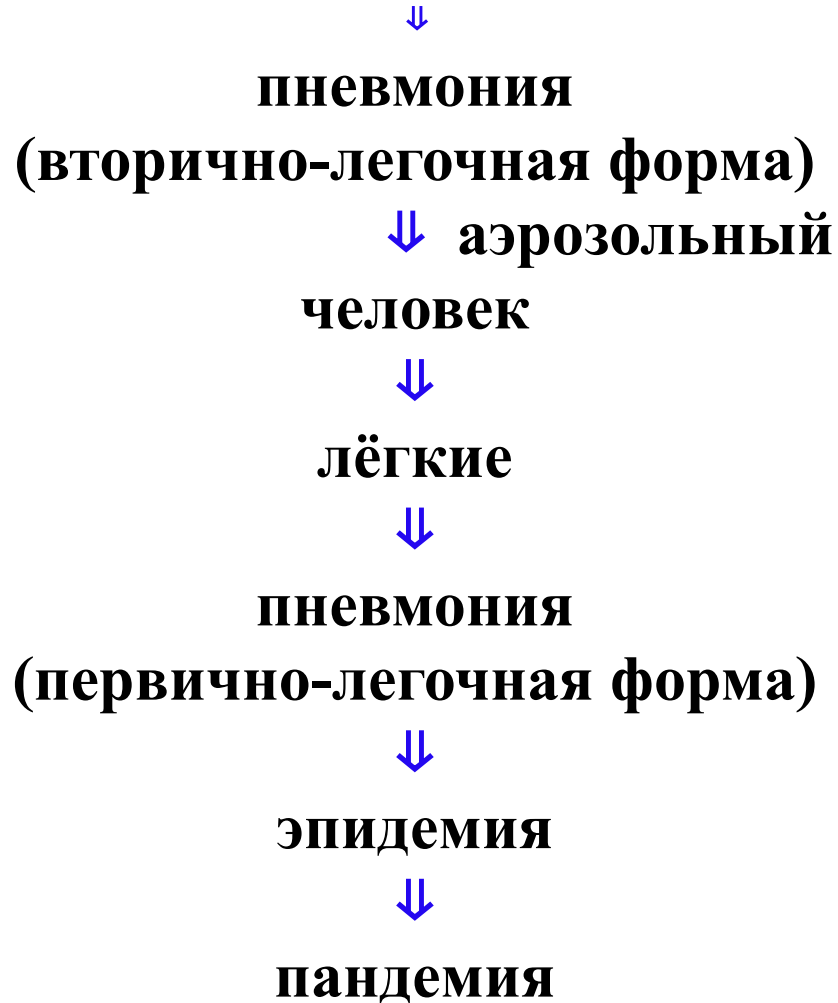 ⇓
пневмония
(вторично-легочная форма)
⇓ аэрозольный
человек
⇓
лёгкие
⇓
пневмония
(первично-легочная форма)
⇓
эпидемия
⇓
пандемия